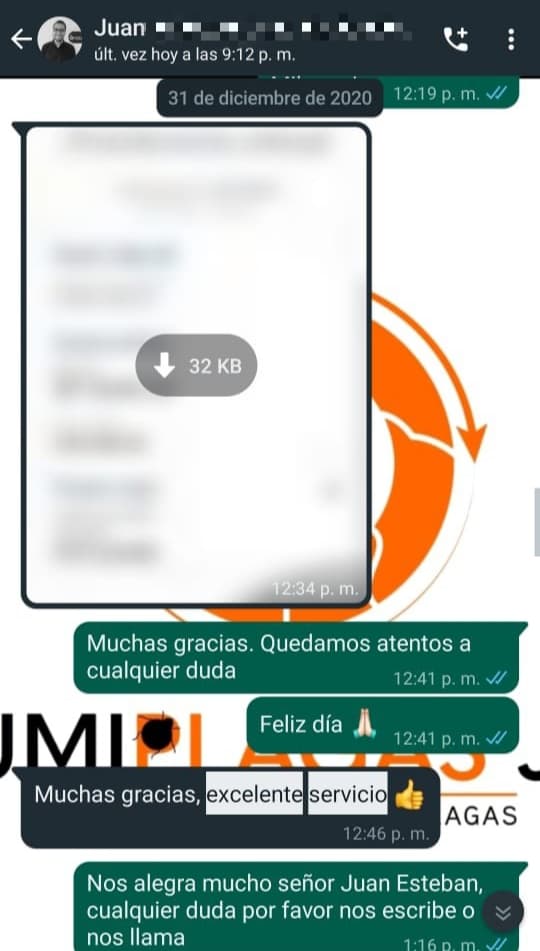 Juan
últ. vez hoy a las 9:12 p. m.
12:19 p. m.
31 de diciembre de 2020
32 KB
12:34 p. m.
Muchas gracias. Quedamos atentos a
cualquier duda
12:41 p. m.
Feliz día 🙏🏻
12:41 p. m.
UMIPLAGAS J
Muchas gracias, excelente servicio 👍
12:46 p. m.
AGAS
Nos alegra mucho señor Juan Esteban,
cualquier duda por favor nos escribe o
nos llama
1:16 p. m.